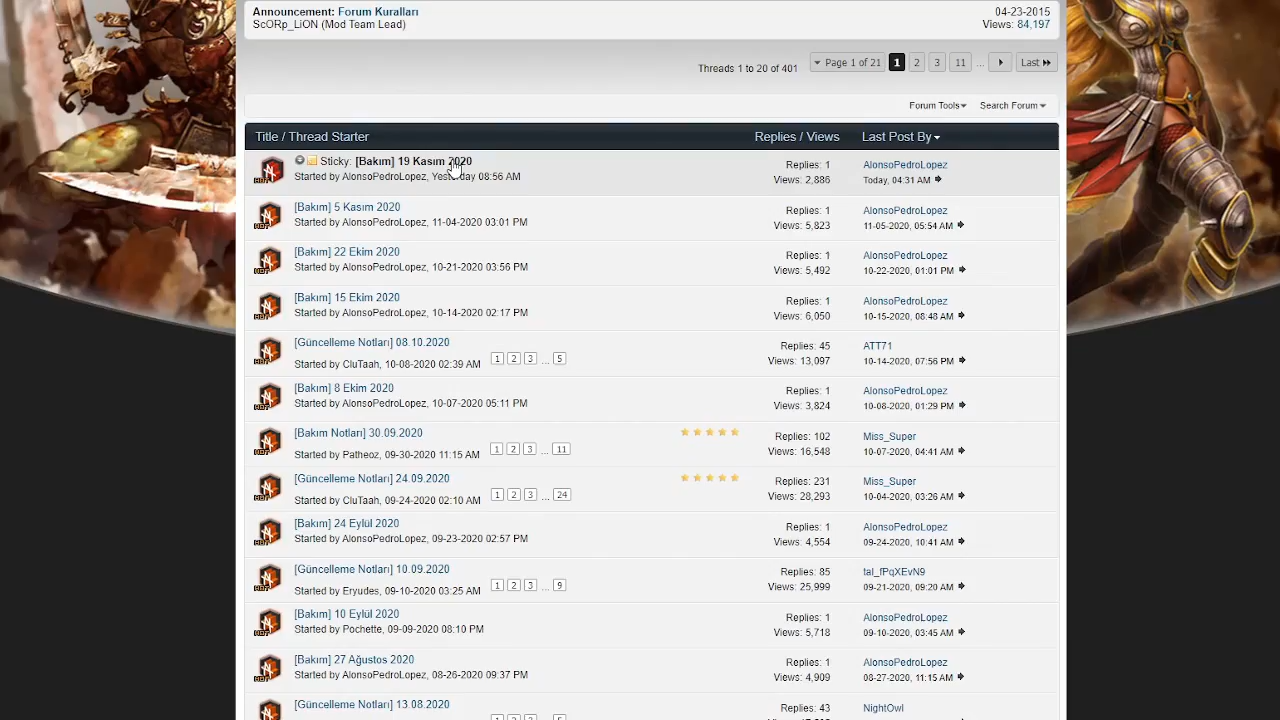 Announcement: Forum Kuralları
ScORp_LiON (Mod Team Lead)
04-23-2015
Views: 84,197
Threads 1 to 20 of 401
Page 1 of 21 1 2 3 11 ... Last
Forum Tools Search Forum
Title / Thread Starter Replies / Views Last Post By
Sticky: [Bakım] 19 Kasım 2020
Started by AlonsoPedroLopez, Yesterday 08:56 AM
Replies: 1
Views: 2,886
AlonsoPedroLopez
Today, 04:31 AM
[Bakım] 5 Kasım 2020
Started by AlonsoPedroLopez, 11-04-2020 03:01 PM
Replies: 1
Views: 5,823
AlonsoPedroLopez
11-05-2020, 05:54 AM
[Bakım] 22 Ekim 2020
Started by AlonsoPedroLopez, 10-21-2020 03:56 PM
Replies: 1
Views: 5,492
AlonsoPedroLopez
10-22-2020, 01:01 PM
[Bakım] 15 Ekim 2020
Started by AlonsoPedroLopez, 10-14-2020 02:17 PM
Replies: 1
Views: 6,050
AlonsoPedroLopez
10-15-2020, 08:48 AM
[Güncelleme Notları] 08.10.2020
Started by CluTaah, 10-08-2020 02:39 AM 1 2 3 ... 5
Replies: 45
Views: 13,097
ATT71
10-14-2020, 07:56 PM
[Bakım] 8 Ekim 2020
Started by AlonsoPedroLopez, 10-07-2020 05:11 PM
Replies: 1
Views: 3,824
AlonsoPedroLopez
10-08-2020, 01:29 PM
[Bakım Notları] 30.09.2020
Started by Patheoz, 09-30-2020 11:15 AM 1 2 3 ... 11
Replies: 102
Views: 16,548
Miss_Super
10-07-2020, 04:41 AM
[Güncelleme Notları] 24.09.2020
Started by CluTaah, 09-24-2020 02:10 AM 1 2 3 ... 24
Replies: 231
Views: 28,293
Miss_Super
10-04-2020, 03:26 AM
[Bakım] 24 Eylül 2020
Started by AlonsoPedroLopez, 09-23-2020 02:57 PM
Replies: 1
Views: 4,554
AlonsoPedroLopez
09-24-2020, 10:41 AM
[Güncelleme Notları] 10.09.2020
Started by Eryudes, 09-10-2020 03:25 AM 1 2 3 ... 9
Replies: 85
Views: 25,999
tal_fPqXEvN9
09-21-2020, 09:20 AM
[Bakım] 10 Eylül 2020
Started by Pochette, 09-09-2020 08:10 PM
Replies: 1
Views: 5,718
AlonsoPedroLopez
09-10-2020, 03:45 AM
[Bakım] 27 Ağustos 2020
Started by AlonsoPedroLopez, 08-26-2020 09:37 PM
Replies: 1
Views: 4,909
AlonsoPedroLopez
08-27-2020, 11:15 AM
[Güncelleme Notları] 13.08.2020
Replies: 43
NightOwl